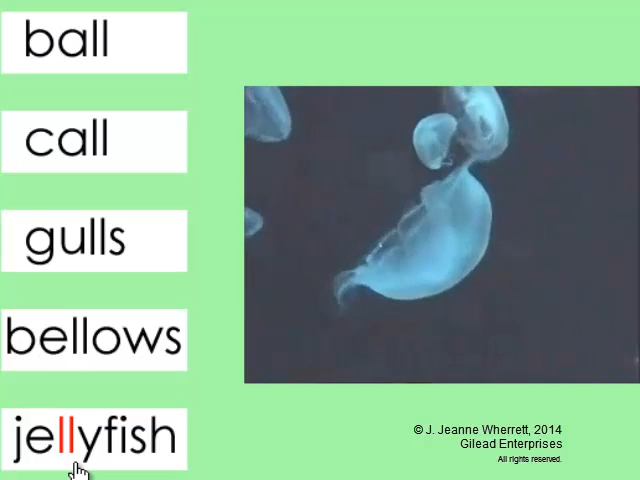 ball
call
gulls
bellows
jellyfish
© J. Jeanne Wherrett, 2014
Gilead Enterprises
All rights reserved.